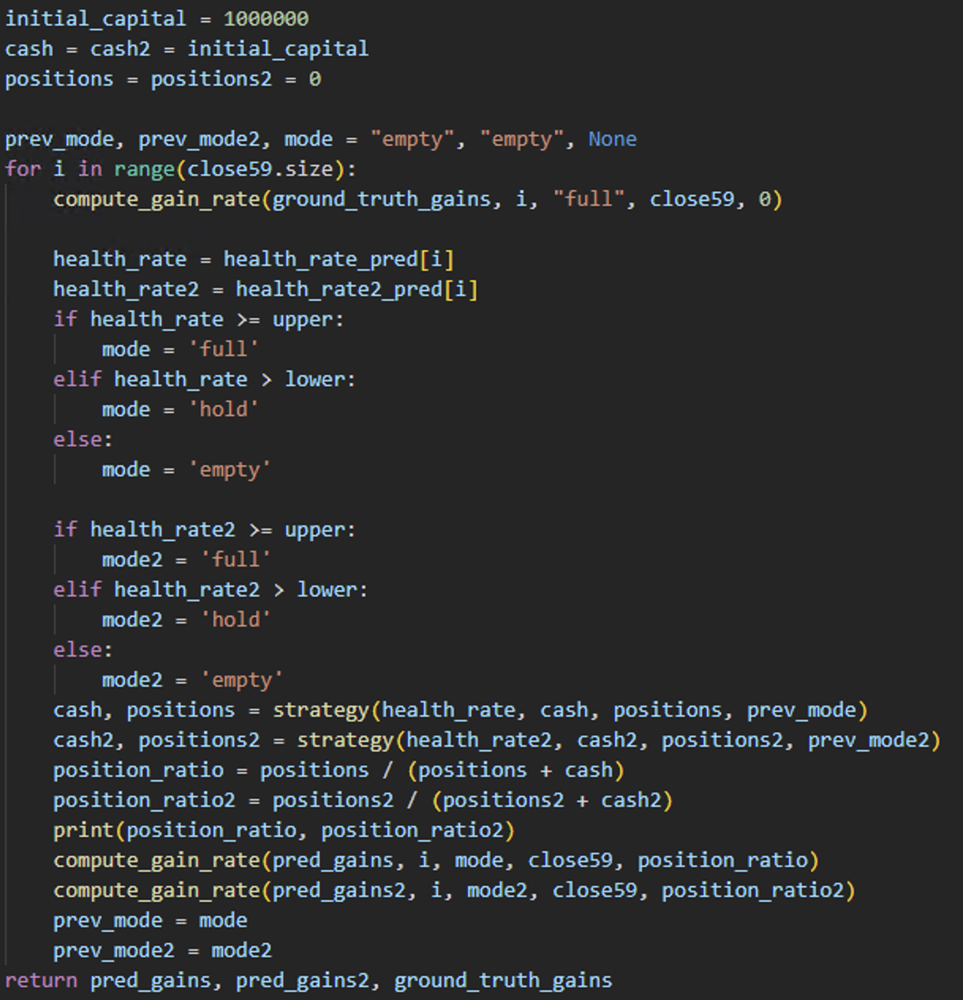 initial_capital = 1000000
cash = cash2 = initial_capital
positions = positions2 = 0

prev_mode, prev_mode2, mode = "empty", "empty", None
for i in range(close59.size):
    compute_gain_rate(ground_truth_gains, i, "full", close59, 0)

    health_rate = health_rate_pred[i]
    health_rate2 = health_rate2_pred[i]
    if health_rate >= upper:
        mode = 'full'
    elif health_rate > lower:
        mode = 'hold'
    else:
        mode = 'empty'

    if health_rate2 >= upper:
        mode2 = 'full'
    elif health_rate2 > lower:
        mode2 = 'hold'
    else:
        mode2 = 'empty'
    cash, positions = strategy(health_rate, cash, positions, prev_mode)
    cash2, positions2 = strategy(health_rate2, cash2, positions2, prev_mode2)
    position_ratio = positions / (positions + cash)
    position_ratio2 = positions2 / (positions2 + cash2)
    print(position_ratio, position_ratio2)
    compute_gain_rate(pred_gains, i, mode, close59, position_ratio)
    compute_gain_rate(pred_gains2, i, mode2, close59, position_ratio2)
    prev_mode = mode
    prev_mode2 = mode2
return pred_gains, pred_gains2, ground_truth_gains